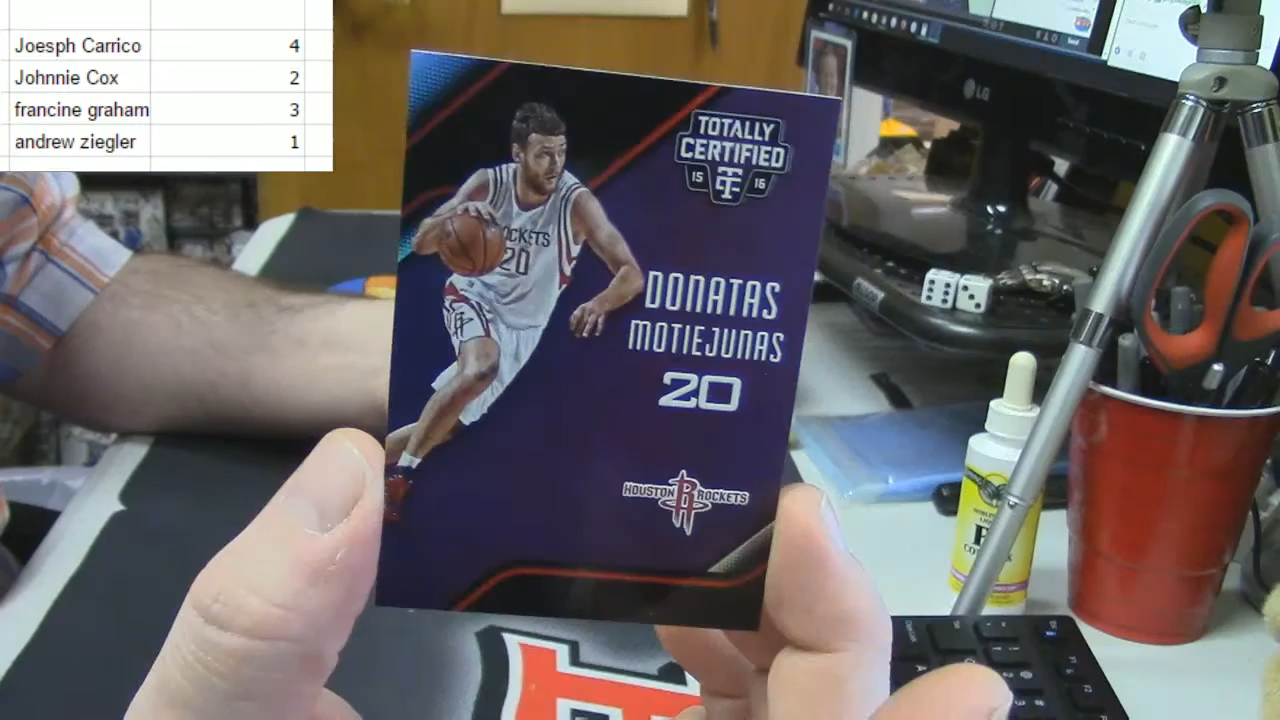 Joesph Carrico 4
Johnnie Cox 2
francine graham 3
andrew ziegler 1
TOTALLY
CERTIFIED
15 TC 16
ROCKETS
20
DONATAS
MOTIEJUNAS
20
HOUSTON R ROCKETS
LG